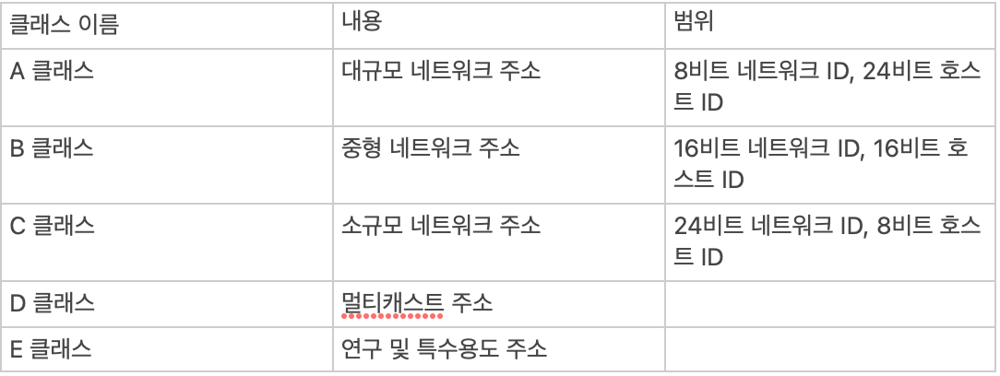 클래스 이름
내용
범위
A 클래스
대규모 네트워크 주소
8비트 네트워크 ID, 24비트 호스
트 ID
B 클래스
중형 네트워크 주소
16비트 네트워크 ID, 16비트 호
스트 ID
C 클래스
소규모 네트워크 주소
24비트 네트워크 ID, 8비트 호스
트 ID
D 클래스
멀티캐스트 주소
E 클래스
연구 및 특수용도 주소